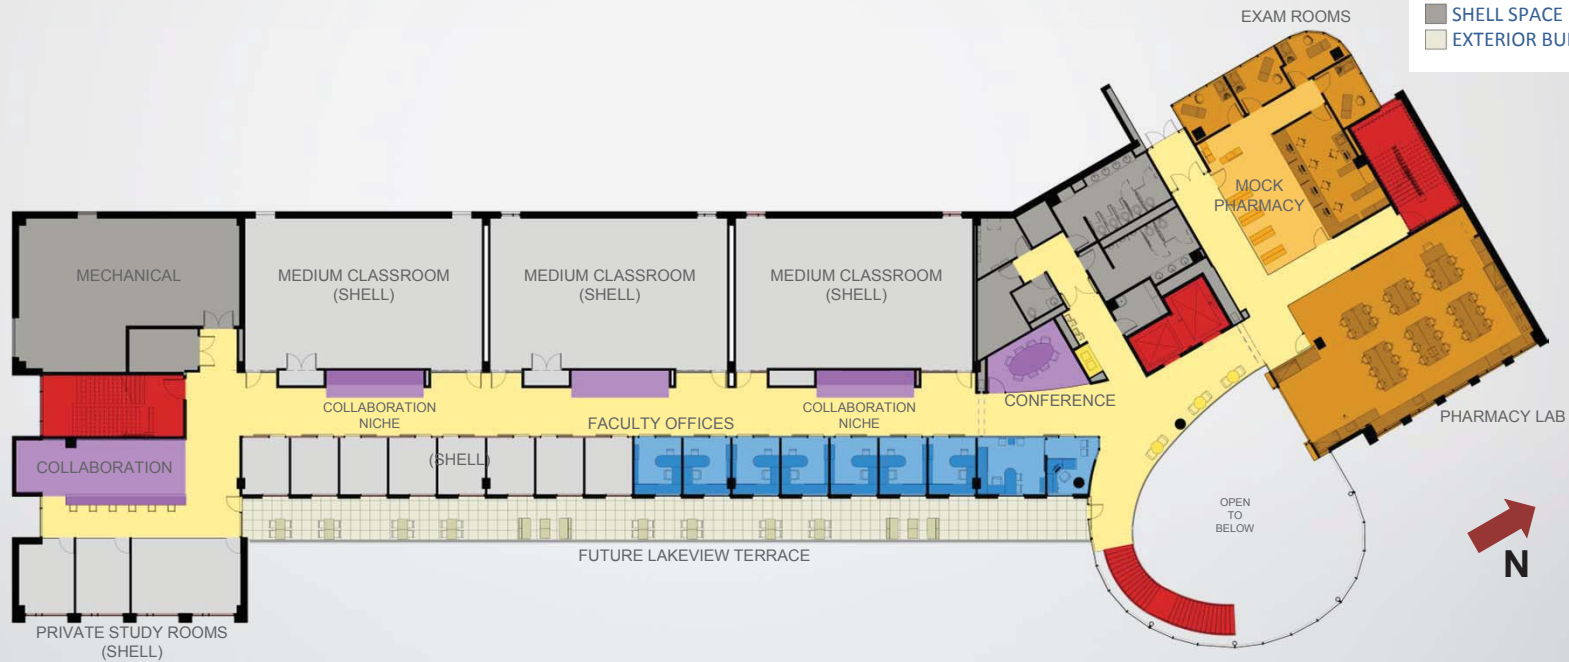 EXAM ROOMS
SHELL SPACE
EXTERIOR BUI
MOCK
PHARMACY
MECHANICAL
MEDIUM CLASSROOM
(SHELL)
MEDIUM CLASSROOM
(SHELL)
MEDIUM CLASSROOM
(SHELL)
COLLABORATION
NICHE
FACULTY OFFICES
COLLABORATION
NICHE
CONFERENCE
PHARMACY LAB
COLLABORATION
(SHELL)
OPEN
TO
BELOW
FUTURE LAKEVIEW TERRACE
N
PRIVATE STUDY ROOMS
(SHELL)